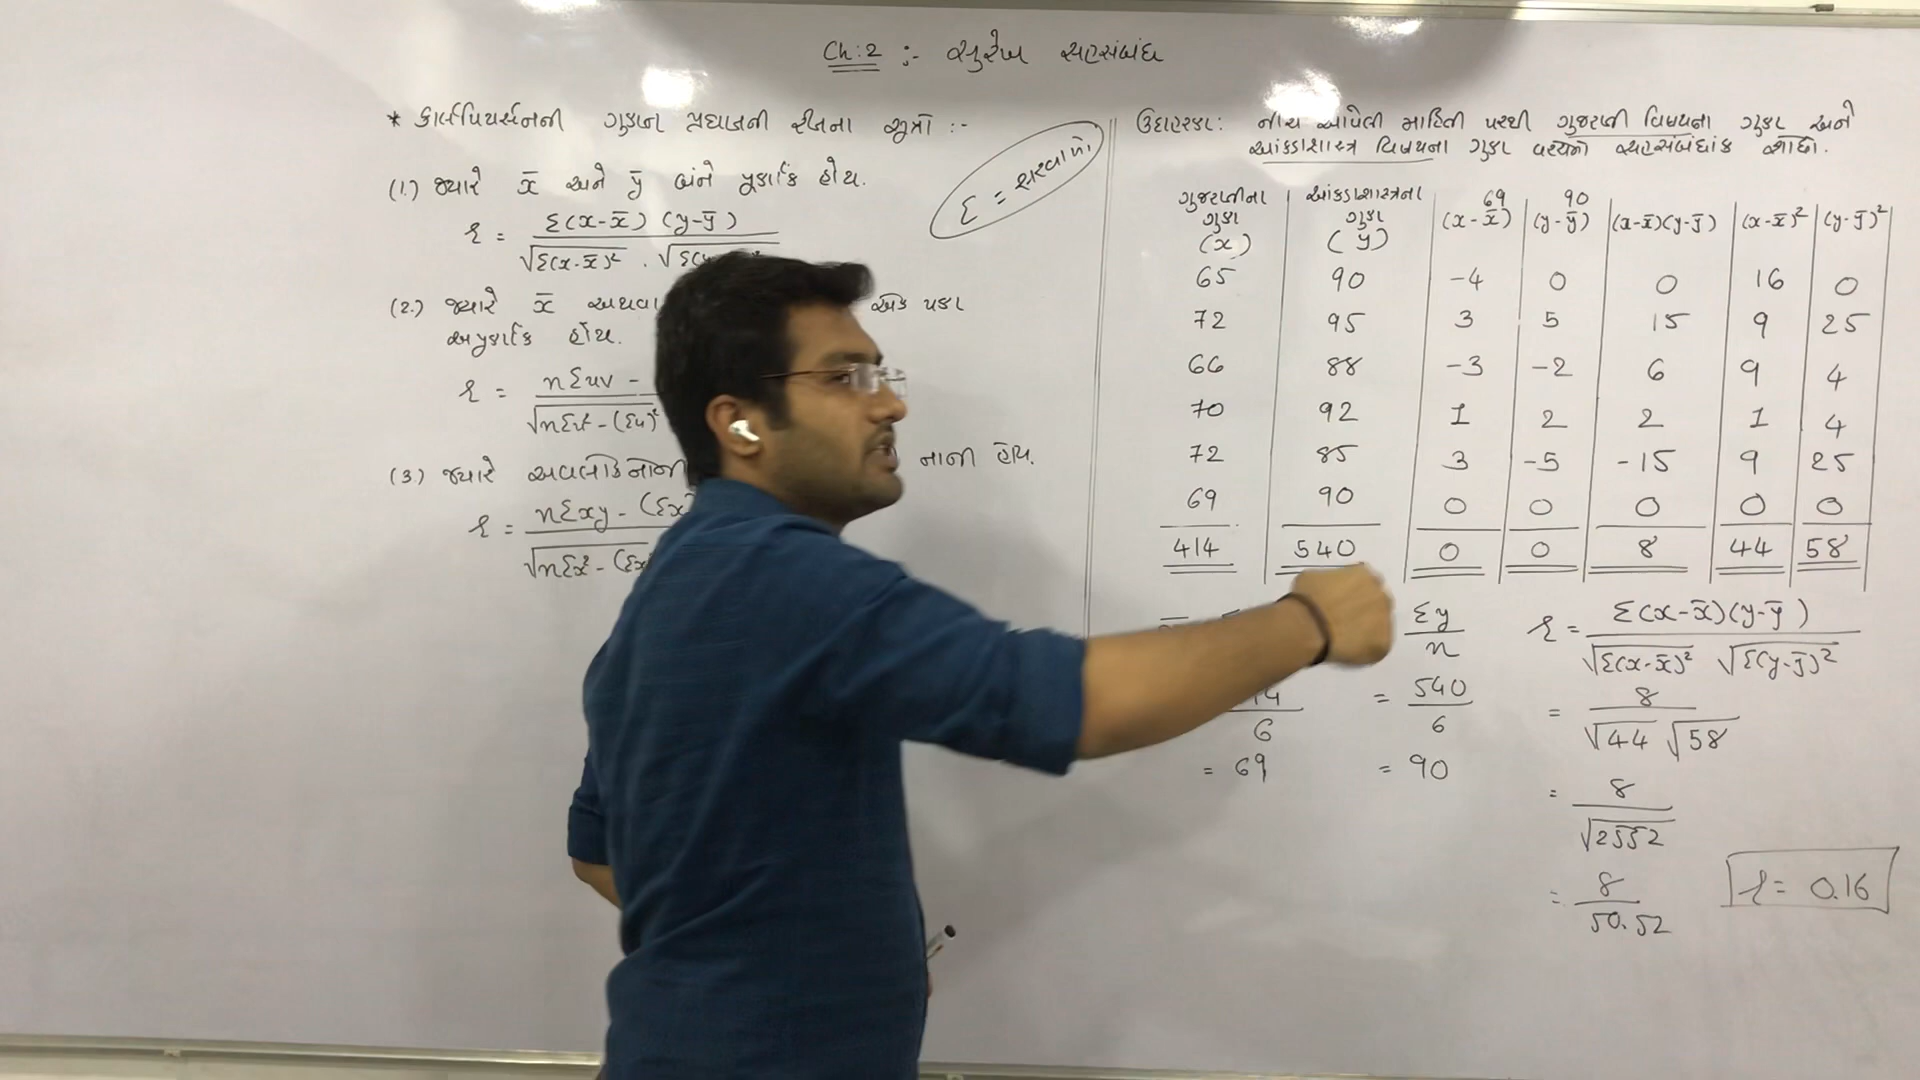 Ch:2 :- સુરેખ સહસંબંધ
* કાર્લપિયર્સનની ગુણાન પ્રઘાતની રીતના સૂત્રો :-
Σ = સરવાળો
(1.) જ્યારે x̄ અને ȳ બંને પૂર્ણાંક હોય.
r = Σ(x-x̄)(y-ȳ)
√Σ(x-x̄)² . √Σ(
(2.) જ્યારે x̄ અથવા એક પણ
અપૂર્ણાંક હોય.
r = nΣuv -
√nΣu² - (Σu)²
(3.) જ્યારે અવલોકનોની નાની હોય.
r = nΣxy - (Σx)
√nΣx² - (Σx
ઉદાહરણ: નીચે આપેલી માહિતી પરથી ગુજરાતી વિષયના ગુણ અને
આંકડાશાસ્ત્ર વિષયના ગુણ વચ્ચેનો સહસંબંધાંક શોધો.
ગુજરાતીના ગુણ (x) | આંકડાશાસ્ત્રના ગુણ (y) | 69 (x-x̄) | 90 (y-ȳ) | (x-x̄)(y-ȳ) | (x-x̄)² | (y-ȳ)²
65 90 -4 0 0 16 0
72 95 3 5 15 9 25
66 88 -3 -2 6 9 4
70 92 1 2 2 1 4
72 85 3 -5 -15 9 25
69 90 0 0 0 0 0
414 540 0 0 8 44 58
6
= 69
Σy
n
= 540
6
= 90
r = Σ(x-x̄)(y-ȳ)
√Σ(x-x̄)² √Σ(y-ȳ)²
= 8
√44 √58
= 8
√2552
= 8
50.52
r = 0.16